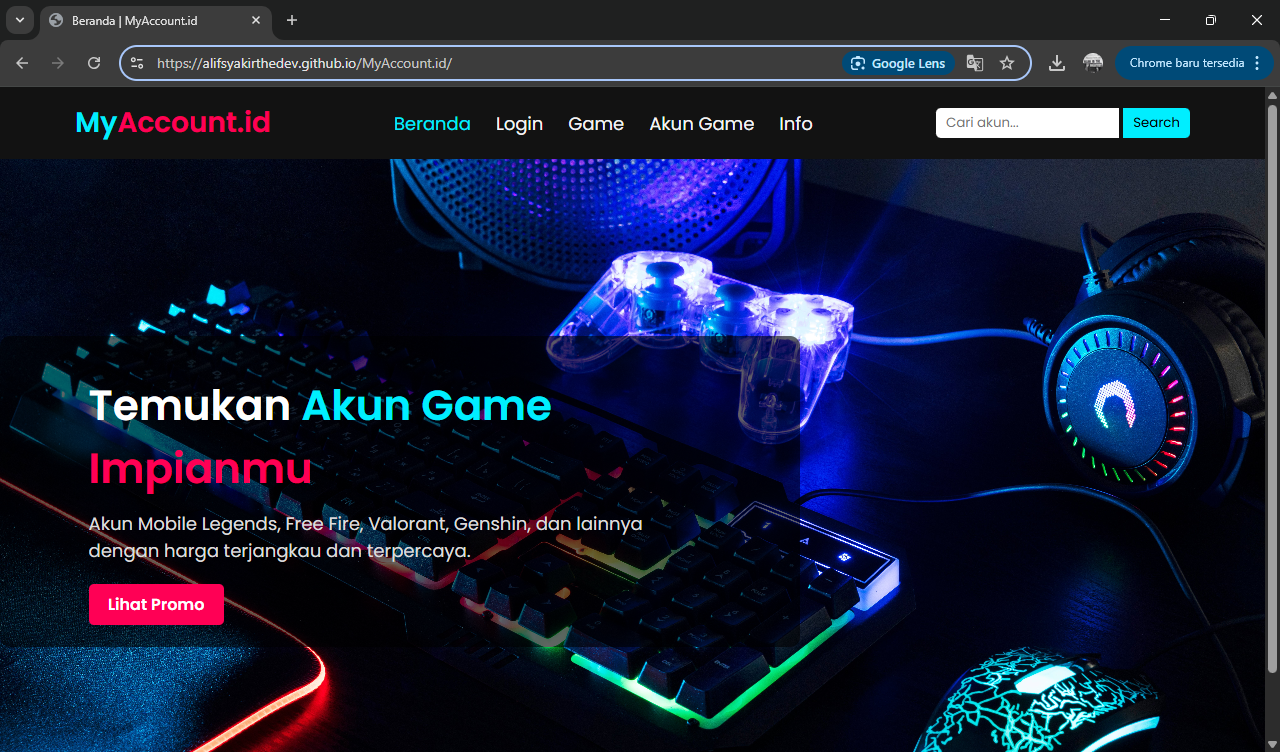 Beranda | MyAccount.id
https://alifsyakirthedev.github.io/MyAccount.id/
Google Lens
Chrome baru tersedia
MyAccount.id
Beranda
Login
Game
Akun Game
Info
Cari akun...
Search
Temukan Akun Game
Impianmu
Akun Mobile Legends, Free Fire, Valorant, Genshin, dan lainnya
dengan harga terjangkau dan terpercaya.
Lihat Promo